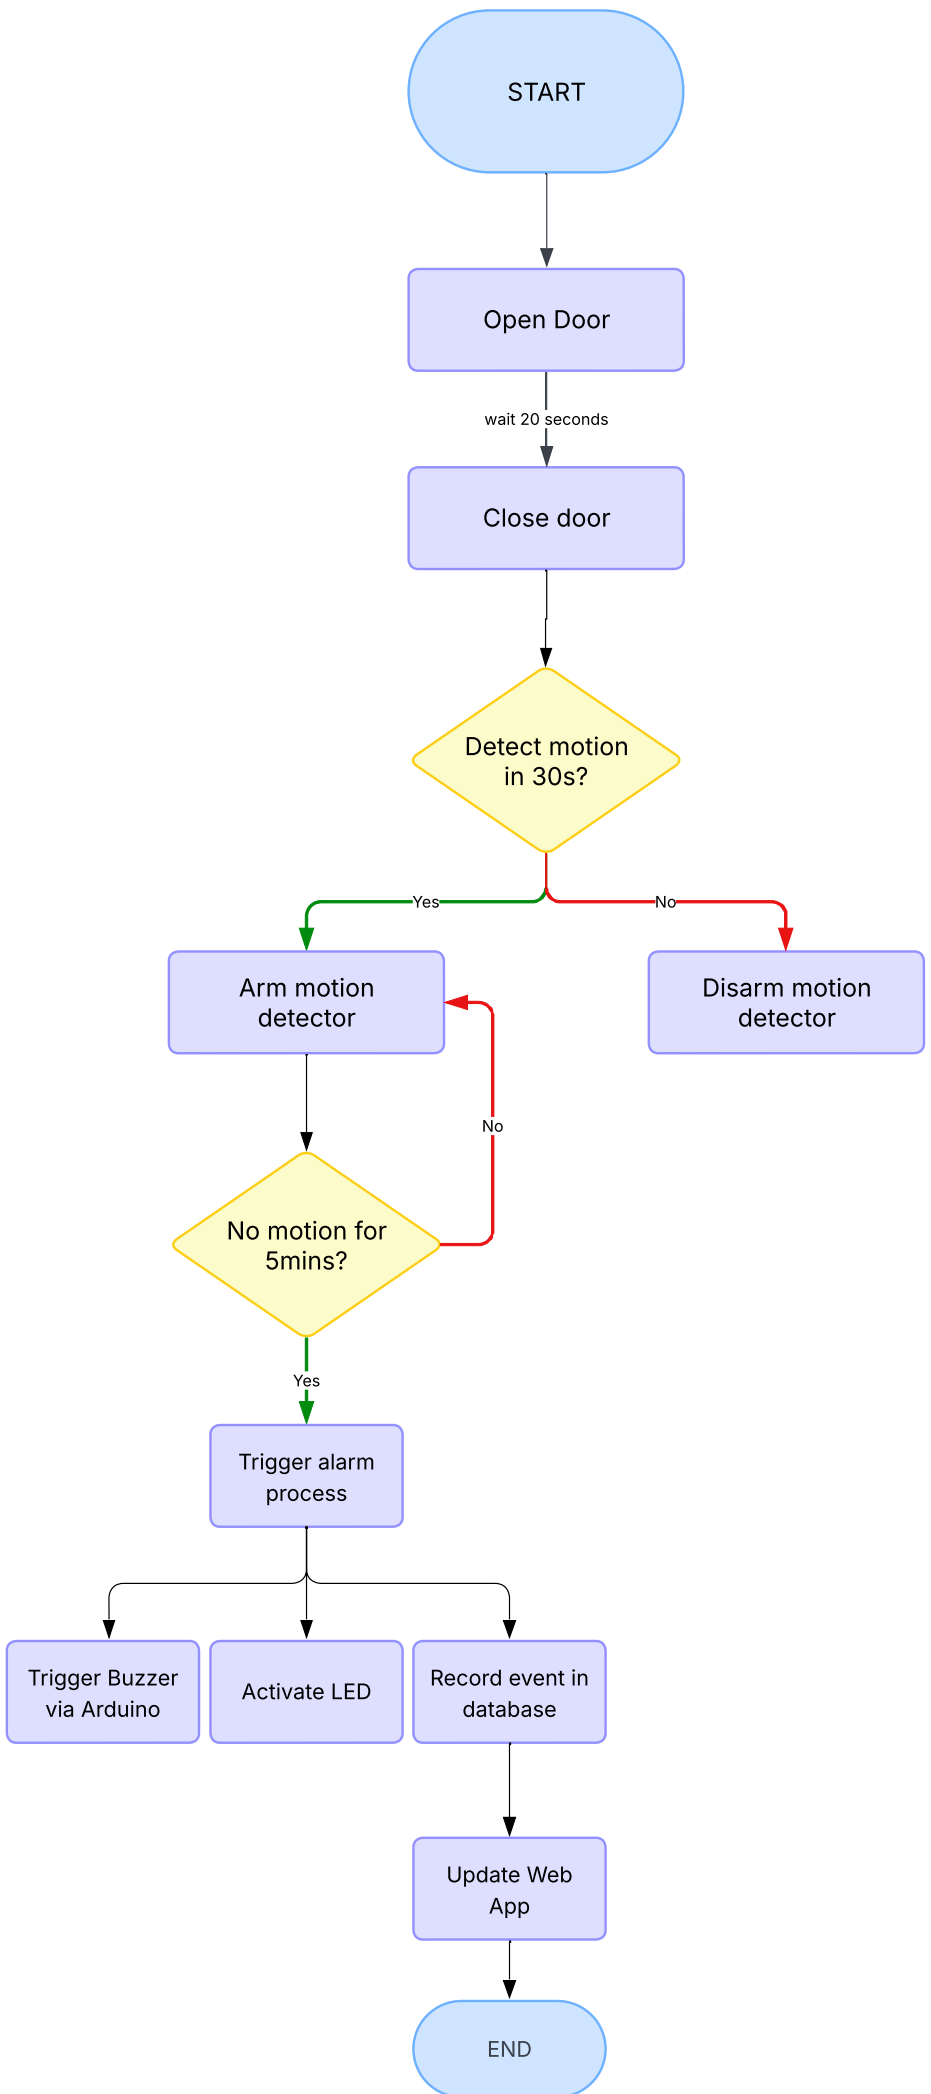 START
Open Door
wait 20 seconds
Close door
Detect motion
in 30s?
Yes
No
Arm motion
detector
Disarm motion
detector
No
No motion for
5mins?
Yes
Trigger alarm
process
Trigger Buzzer
via Arduino
Activate LED
Record event in
database
Update Web
App
END